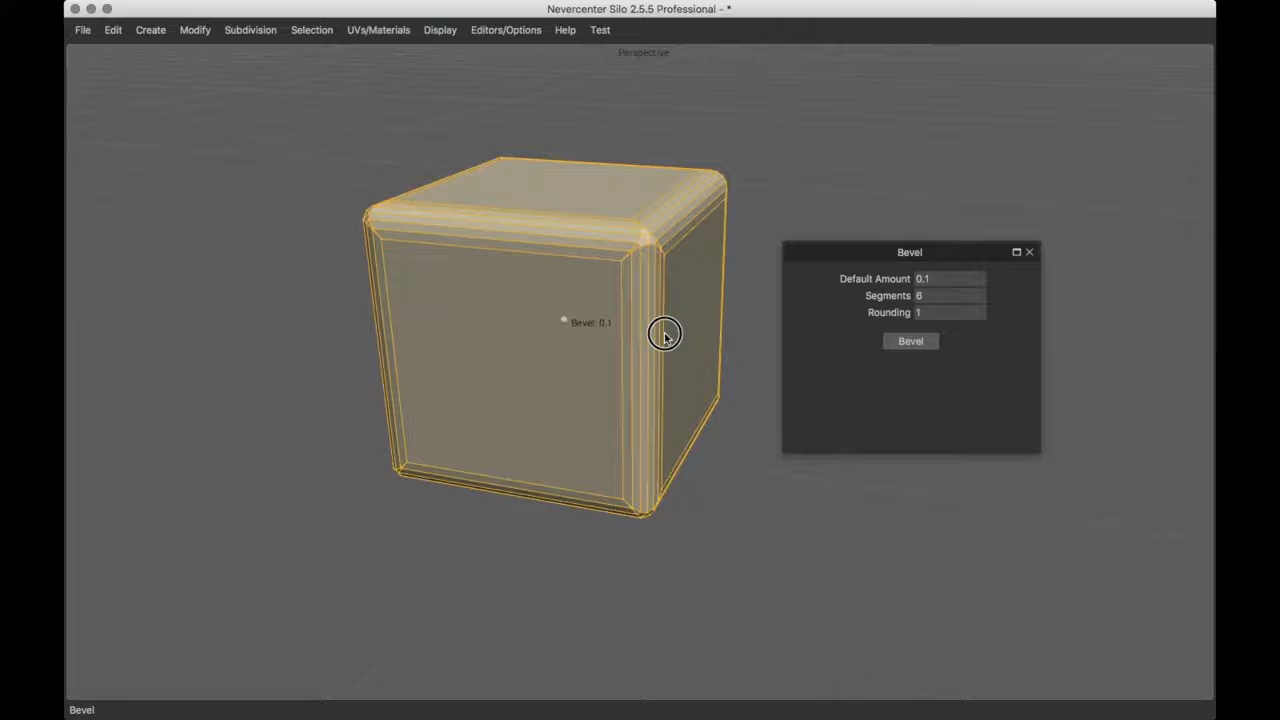 Nevercenter Silo 2.5.5 Professional - *
File Edit Create Modify Subdivision Selection UVs/Materials Display Editors/Options Help Test
Perspective
Bevel
Default Amount 0.1
Segments 6
Rounding 1
Bevel: 0.1
Bevel
Bevel